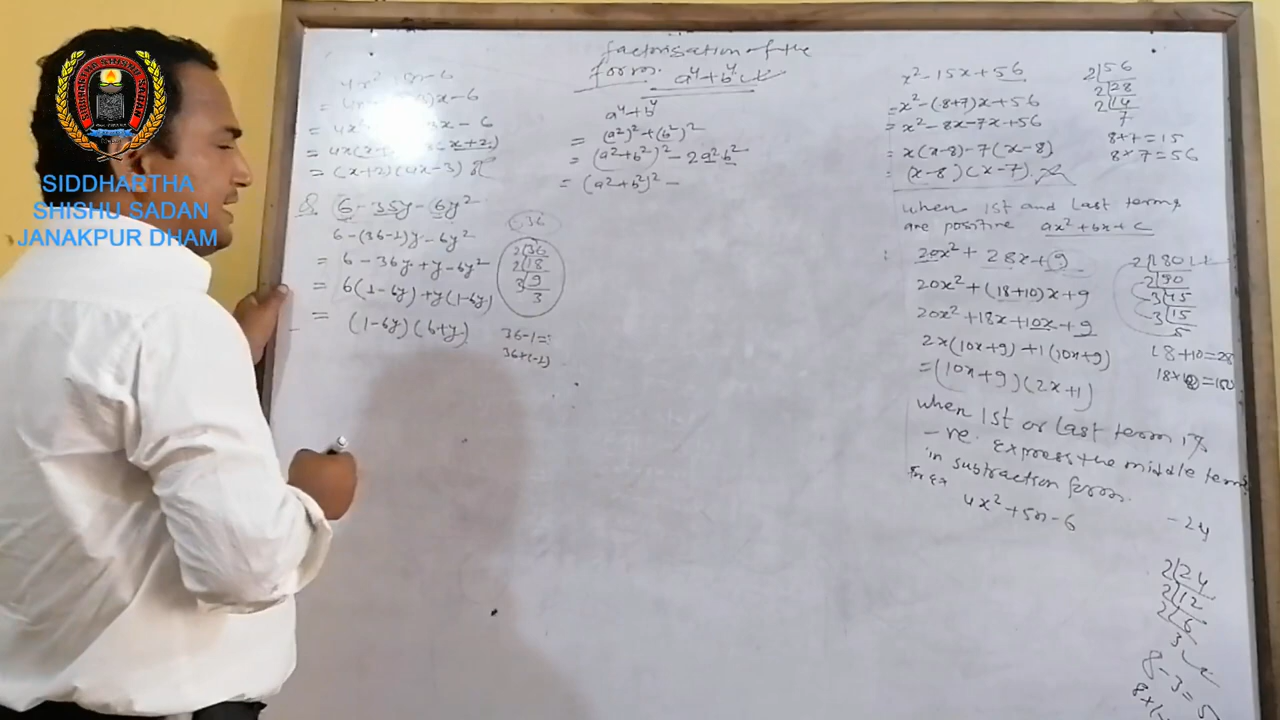 SIDDHARTHA
SHISHU SADAN
JANAKPUR DHAM
= (x+2)(4x-3)
Q. 6-35y-6y²
6-(36-1)y-6y²
= 6-36y+y-6y²
= 6(1-6y)+y(1-6y)
= (1-6y)(6+y)
-36
2|36
2|18
3|9
3
36-1=
factorisation of the
form. a⁴+b⁴
a⁴+b⁴
= (a²)²+(b²)²
= (a²+b²)²-2a²b²
= (a²+b²)²-
x²-15x+56
= x²-(8+7)x+56
= x²-8x-7x+56
= x(x-8)-7(x-8)
= (x-8)(x-7)
2|56
2|28
2|14
7
8+7=15
8×7=56
when 1st and Last terms
are positive ax²+bx+c
20x²+28x+9
20x²+(18+10)x+9
20x²+18x+10x+9
2x(10x+9)+1(10x+9)
=(10x+9)(2x+1)
2|180
2|90
3|45
3|15
5
18+10=28
when 1st or Last term is
-ve. Express the middle term
in subtraction form.
4x²+5x-6
-24
2|24
2|12
2|6
3
8-3=5